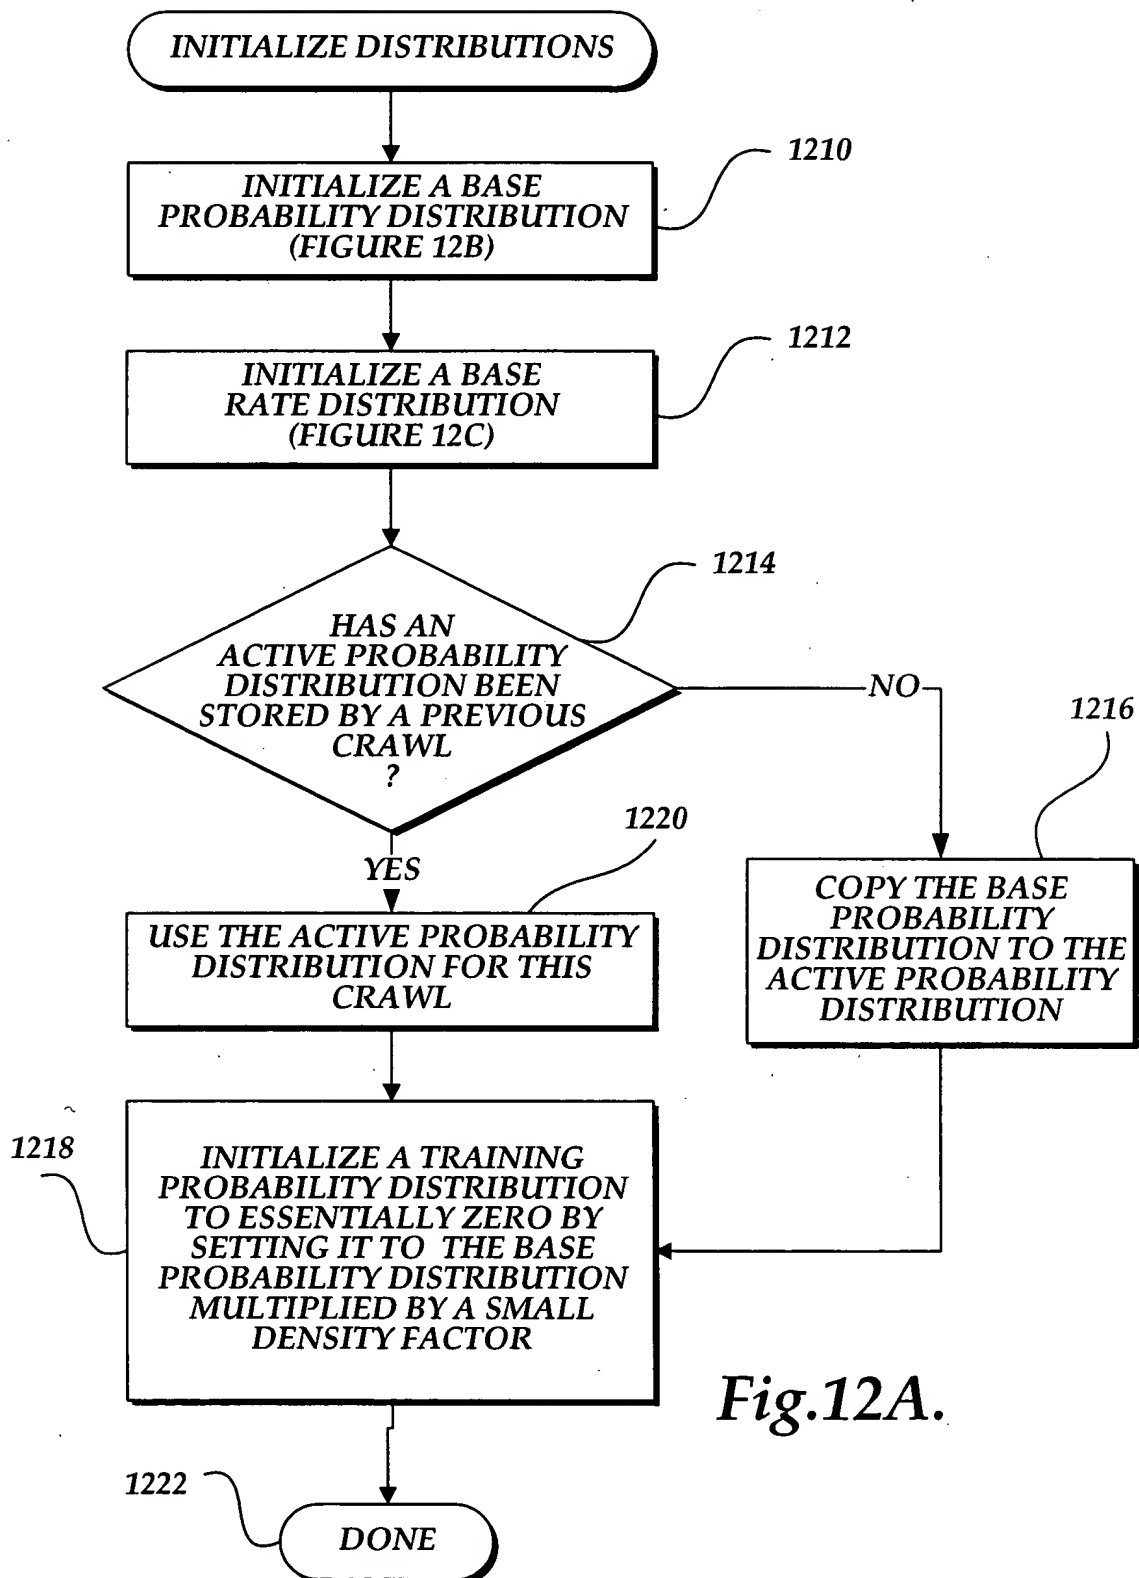 INITIALIZE DISTRIBUTIONS
1210
INITIALIZE A BASE
PROBABILITY DISTRIBUTION
(FIGURE 12B)
1212
INITIALIZE A BASE
RATE DISTRIBUTION
(FIGURE 12C)
1214
HAS AN
ACTIVE PROBABILITY
DISTRIBUTION BEEN
STORED BY A PREVIOUS
CRAWL
?
NO
1216
YES
1220
COPY THE BASE
PROBABILITY
DISTRIBUTION TO THE
ACTIVE PROBABILITY
DISTRIBUTION
USE THE ACTIVE PROBABILITY
DISTRIBUTION FOR THIS
CRAWL
1218
INITIALIZE A TRAINING
PROBABILITY DISTRIBUTION
TO ESSENTIALLY ZERO BY
SETTING IT TO THE BASE
PROBABILITY DISTRIBUTION
MULTIPLIED BY A SMALL
DENSITY FACTOR
Fig.12A.
1222
DONE